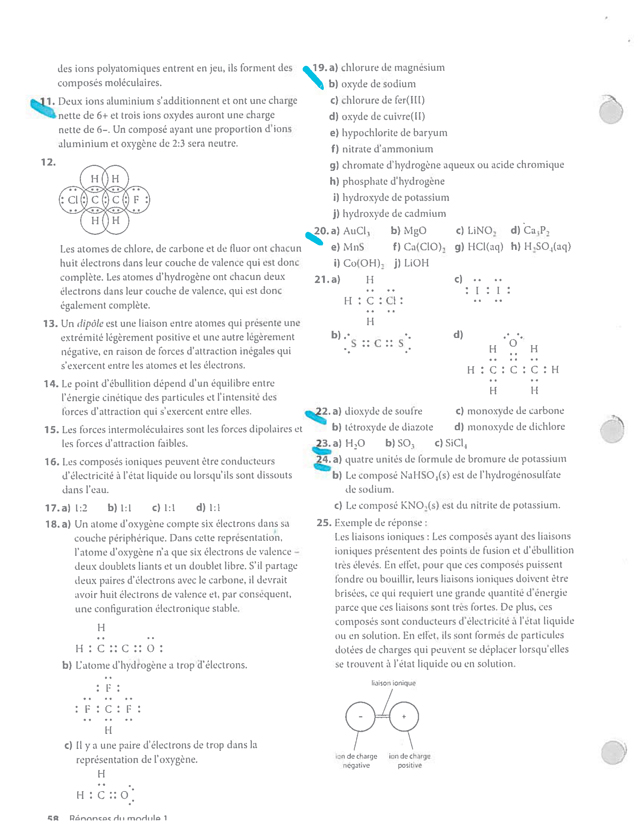 des ions polyatomiques entrent en jeu, ils forment des
composés moléculaires.
11. Deux ions aluminium s'additionnent et ont une charge
nette de 6+ et trois ions oxydes auront une charge
nette de 6–. Un composé ayant une proportion d'ions
aluminium et oxygène de 2:3 sera neutre.
12.
H H
Cl C C F
H H
Les atomes de chlore, de carbone et de fluor ont chacun
huit électrons dans leur couche de valence qui est donc
complète. Les atomes d'hydrogène ont chacun deux
électrons dans leur couche de valence, qui est donc
également complète.
13. Un dipôle est une liaison entre atomes qui présente une
extrémité légèrement positive et une autre légèrement
négative, en raison de forces d'attraction inégales qui
s'exercent entre les atomes et les électrons.
14. Le point d'ébullition dépend d'un équilibre entre
l'énergie cinétique des particules et l'intensité des
forces d'attraction qui s'exercent entre elles.
15. Les forces intermoléculaires sont les forces dipolaires et
les forces d'attraction faibles.
16. Les composés ioniques peuvent être conducteurs
d'électricité à l'état liquide ou lorsqu'ils sont dissouts
dans l'eau.
17. a) 1:2 b) 1:1 c) 1:1 d) 1:1
18. a) Un atome d'oxygène compte six électrons dans sa
couche périphérique. Dans cette représentation,
l'atome d'oxygène n'a que six électrons de valence –
deux doublets liants et un doublet libre. S'il partage
deux paires d'électrons avec le carbone, il devrait
avoir huit électrons de valence et, par conséquent,
une configuration électronique stable.
H
H : C :: C :: O :
b) L'atome d'hydrogène a trop d'électrons.
: F :
: F : C : F :
H
c) Il y a une paire d'électrons de trop dans la
représentation de l'oxygène.
H
H : C :: O
58 Réponses du module 1
19. a) chlorure de magnésium
b) oxyde de sodium
c) chlorure de fer(III)
d) oxyde de cuivre(II)
e) hypochlorite de baryum
f) nitrate d'ammonium
g) chromate d'hydrogène aqueux ou acide chromique
h) phosphate d'hydrogène
i) hydroxyde de potassium
j) hydroxyde de cadmium
20. a) AuCl₃ b) MgO c) LiNO₂ d) Ca₃P₂
e) MnS f) Ca(ClO)₂ g) HCl(aq) h) H₂SO₄(aq)
i) Co(OH)₂ j) LiOH
21. a) H c)
H : C : Cl : : I : I :
H
b) S :: C :: S d) O
H H
H : C : C : C : H
H H
22. a) dioxyde de soufre c) monoxyde de carbone
b) tétroxyde de diazote d) monoxyde de dichlore
23. a) H₂O b) SO₃ c) SiCl₄
24. a) quatre unités de formule de bromure de potassium
b) Le composé NaHSO₄(s) est de l'hydrogénosulfate
de sodium.
c) Le composé KNO₂(s) est du nitrite de potassium.
25. Exemple de réponse :
Les liaisons ioniques : Les composés ayant des liaisons
ioniques présentent des points de fusion et d'ébullition
très élevés. En effet, pour que ces composés puissent
fondre ou bouillir, leurs liaisons ioniques doivent être
brisées, ce qui requiert une grande quantité d'énergie
parce que ces liaisons sont très fortes. De plus, ces
composés sont conducteurs d'électricité à l'état liquide
ou en solution. En effet, ils sont formés de particules
dotées de charges qui peuvent se déplacer lorsqu'elles
se trouvent à l'état liquide ou en solution.
liaison ionique
– +
ion de charge ion de charge
négative positive